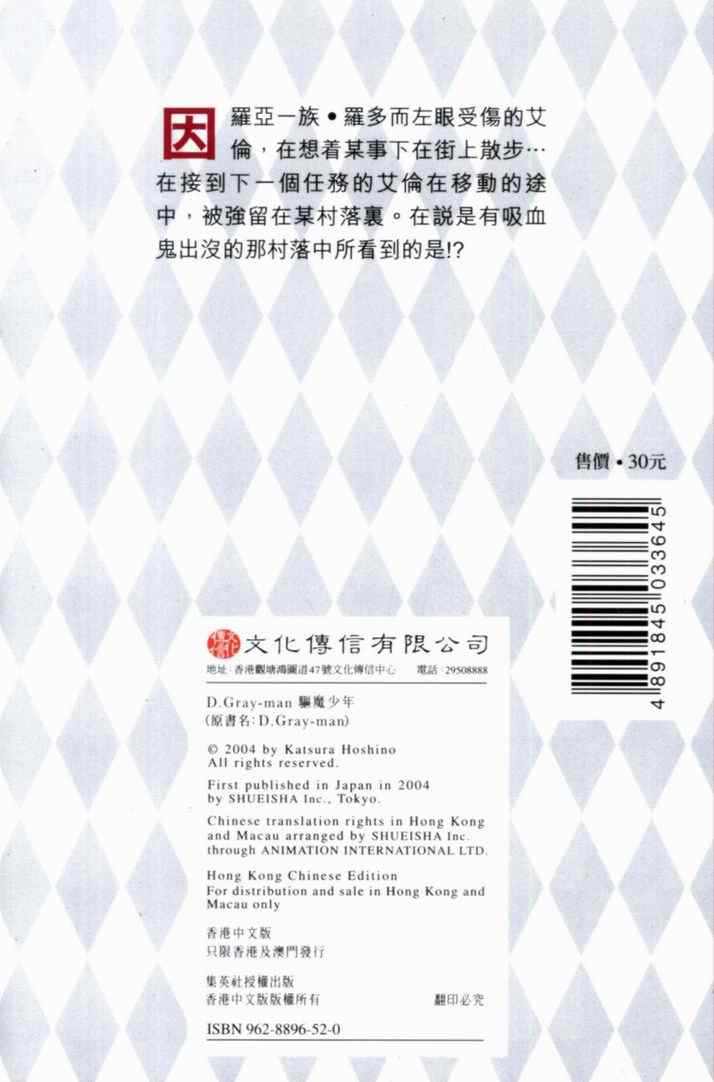 因羅亞一族•羅多而左眼受傷的艾
倫，在想着某事下在街上散步⋯
在接到下一個任務的艾倫在移動的途
中，被強留在某村落裏。在説是有吸血
鬼出沒的那村落中所看到的是!?
售價•30元
4 891845 033645
文化傳信有限公司
地址:香港觀塘鴻圖道47號文化傳信中心 電話:29508888
D.Gray-man 驅魔少年
(原書名:D.Gray-man)
© 2004 by Katsura Hoshino
All rights reserved.
First published in Japan in 2004
by SHUEISHA Inc., Tokyo.
Chinese translation rights in Hong Kong
and Macau arranged by SHUEISHA Inc.
through ANIMATION INTERNATIONAL LTD.
Hong Kong Chinese Edition
For distribution and sale in Hong Kong and
Macau only
香港中文版
只限香港及澳門發行
集英社授權出版
香港中文版版權所有 翻印必究
ISBN 962-8896-52-0